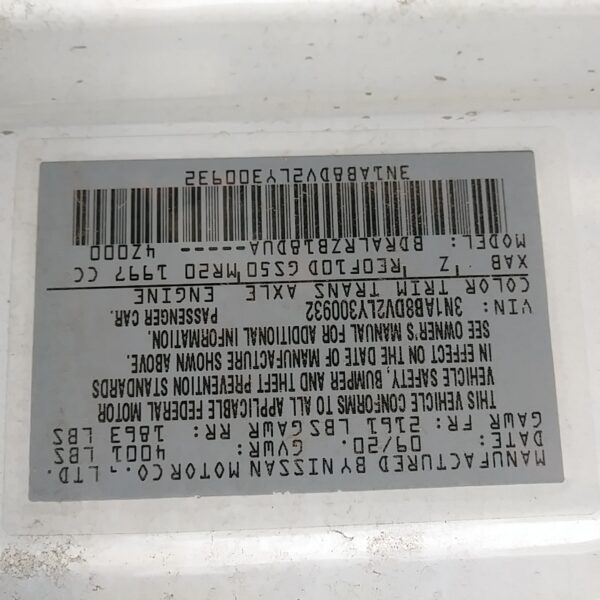 MANUFACTURED BY NISSAN MOTOR CO., LTD.
DATE: 09/20. GVWR: 4001 LBS
GAWR FR: 2161 LBS GAWR RR: 1863 LBS
THIS VEHICLE CONFORMS TO ALL APPLICABLE FEDERAL MOTOR
VEHICLE SAFETY, BUMPER AND THEFT PREVENTION STANDARDS
IN EFFECT ON THE DATE OF MANUFACTURE SHOWN ABOVE.
SEE OWNER'S MANUAL FOR ADDITIONAL INFORMATION.
VIN: 3N1AB8DV2LY300932 PASSENGER CAR.
COLOR TRIM TRANS AXLE ENGINE
XAB Z RE0F10D GS50 MR20 1997 CC
MODEL: BDRALRZB18DUA----- 4Z000
3N1AB8DV2LY300932